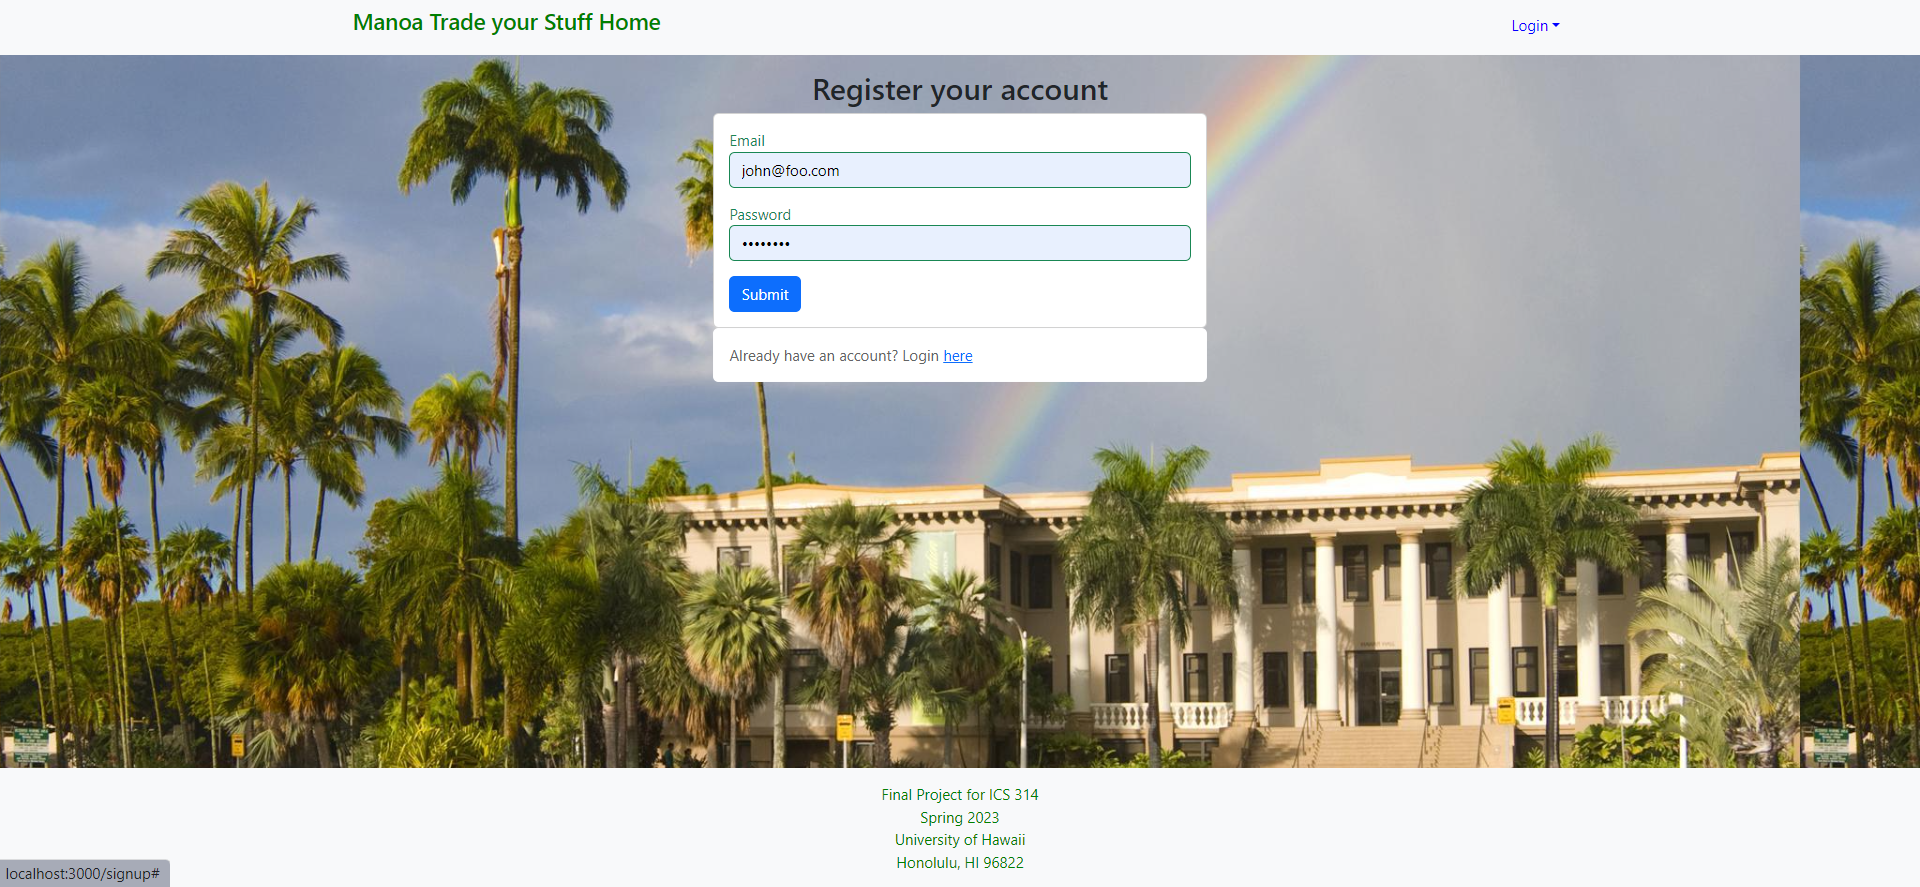 Manoa Trade your Stuff Home
Login
Register your account
Email
john@foo.com
Password
••••••••
Submit
Already have an account? Login here
Final Project for ICS 314
Spring 2023
University of Hawaii
Honolulu, HI 96822
localhost:3000/signup#